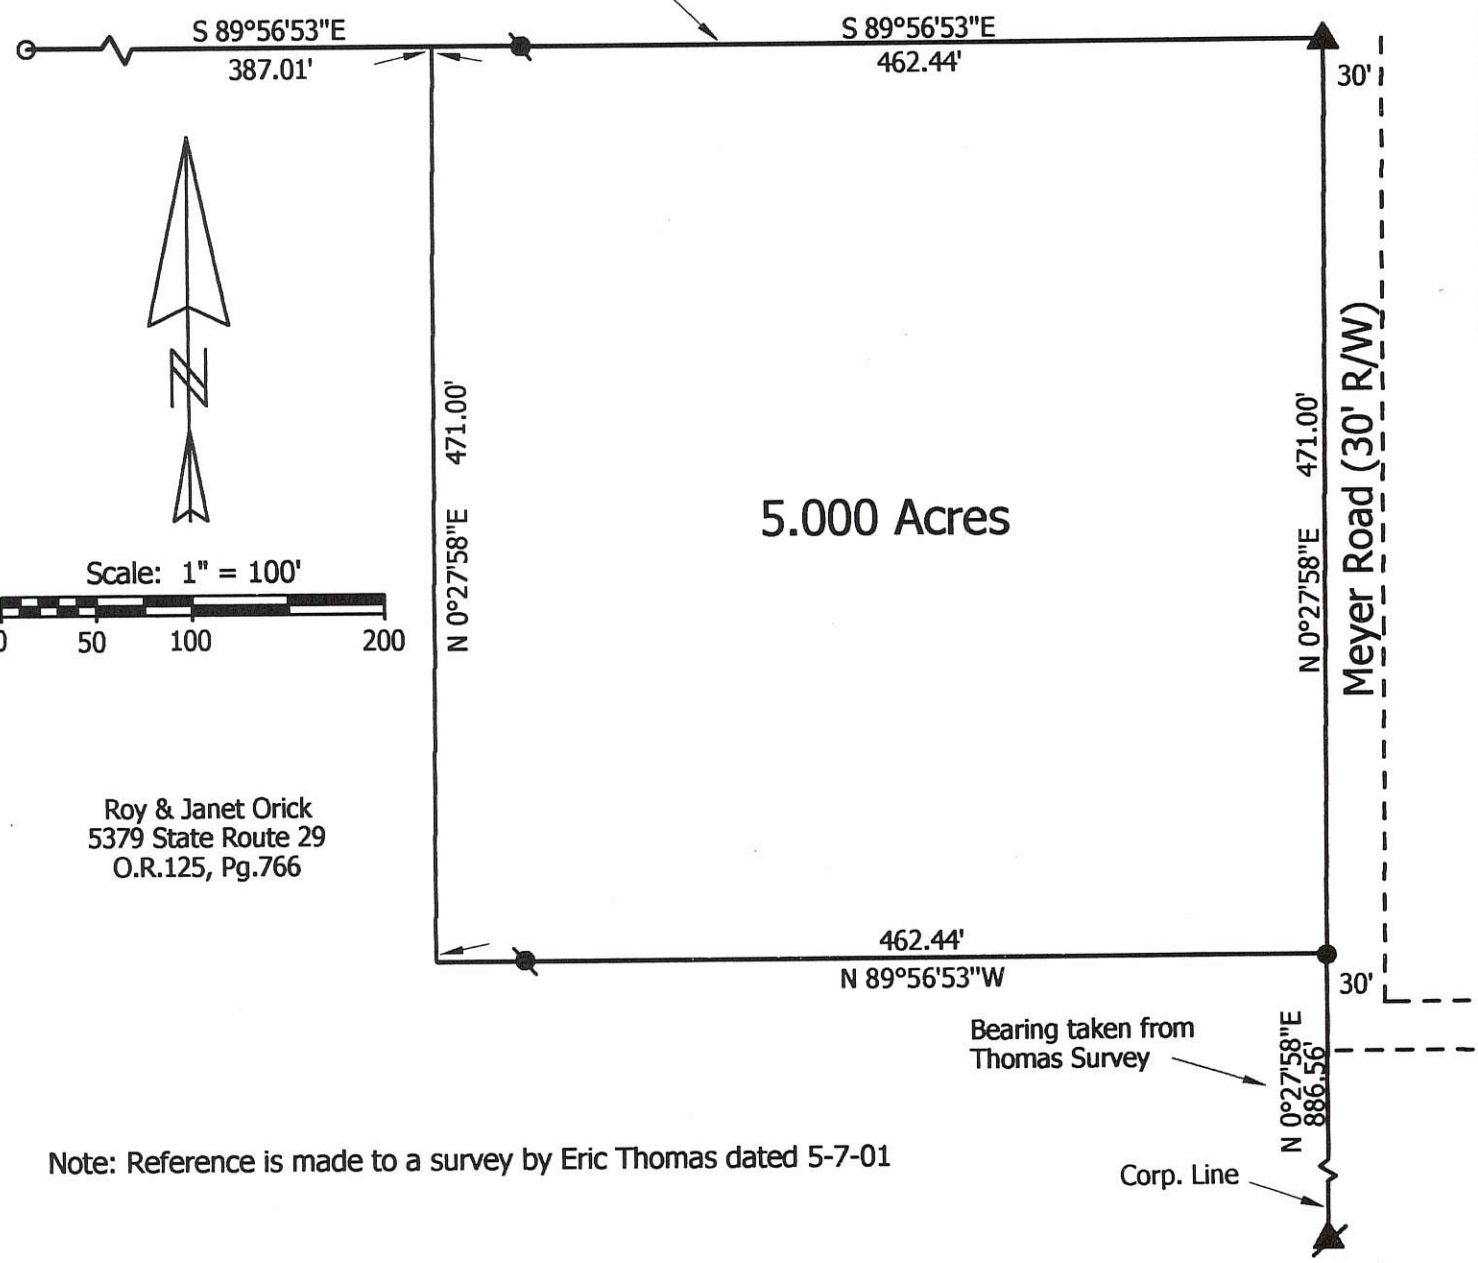 S 89°56'53"E
387.01'
S 89°56'53"E
462.44'
30'
N
Scale: 1" = 100'
0 50 100 200
N 0°27'58"E 471.00'
5.000 Acres
N 0°27'58"E 471.00'
Meyer Road (30' R/W)
Roy & Janet Orick
5379 State Route 29
O.R.125, Pg.766
462.44'
N 89°56'53"W
30'
Bearing taken from
Thomas Survey
N 0°27'58"E
886.56'
Note: Reference is made to a survey by Eric Thomas dated 5-7-01
Corp. Line